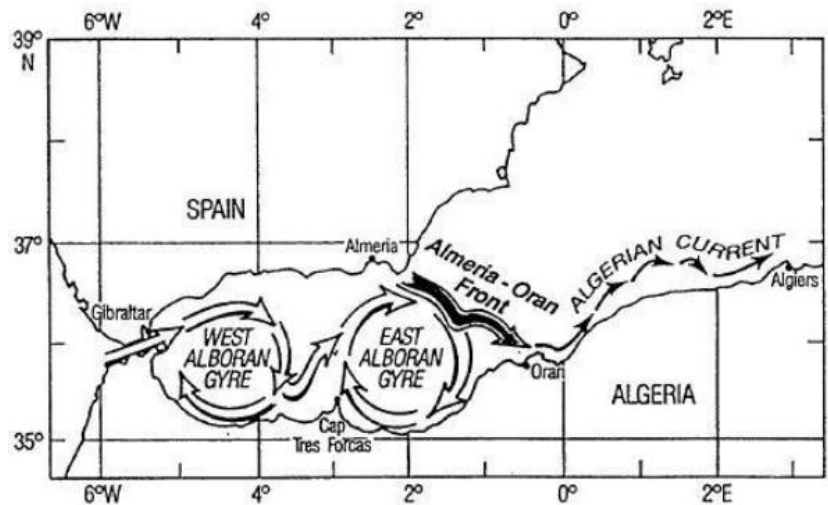 6°W 4° 2° 0° 2°E
39°
N
SPAIN
37°
Almeria
Almeria - Oran
Front
ALGERIAN CURRENT
Algiers
Gibraltar
WEST
ALBORAN
GYRE
EAST
ALBORAN
GYRE
Oran
ALGERIA
Cap
Tres Forcas
35°
6°W 4° 2° 0° 2°E